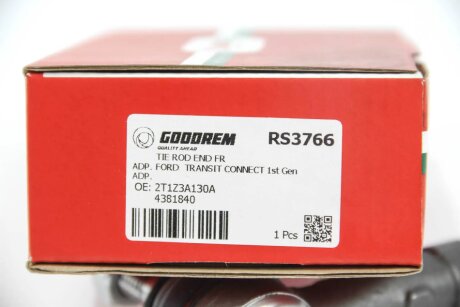 GOODREM RS3766
QUALITY AHEAD
TIE ROD END FR
ADP. FORD TRANSIT CONNECT 1st Gen
ADP.
OE: 2T1Z3A130A
4381840
1 Pcs